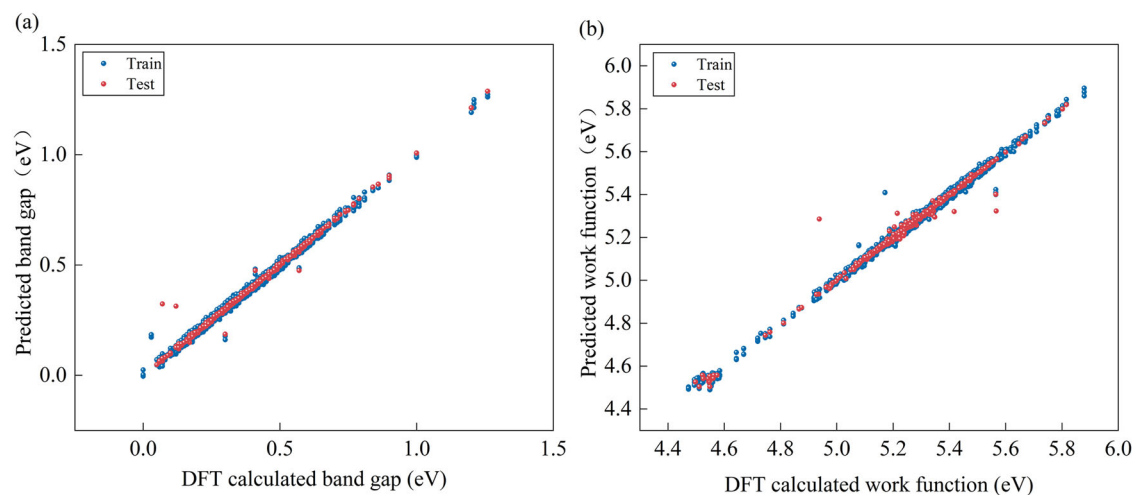 (a)
1.5
1.0
0.5
0.0
Predicted band gap（eV）
Train
Test
0.0 0.5 1.0 1.5
DFT calculated band gap (eV)
(b)
6.0
5.8
5.6
5.4
5.2
5.0
4.8
4.6
4.4
Predicted work function（eV）
Train
Test
4.4 4.6 4.8 5.0 5.2 5.4 5.6 5.8 6.0
DFT calculated work function (eV)